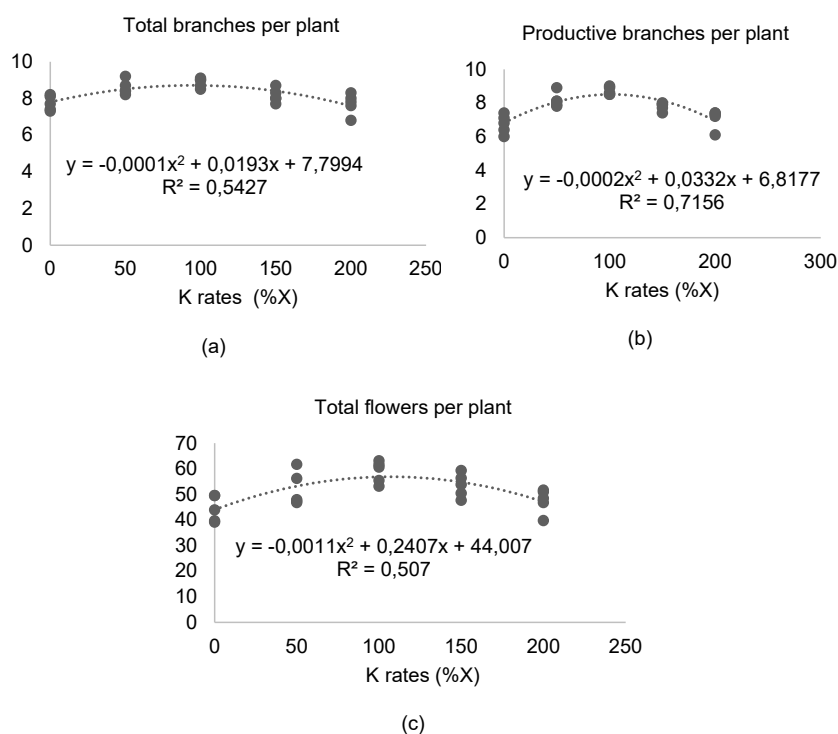 Total branches per plant
10
8
6
4
2
0
y = -0,0001x² + 0,0193x + 7,7994
R² = 0,5427
0 50 100 150 200 250
K rates (%X)
(a)
Productive branches per plant
10
8
6
4
2
0
y = -0,0002x² + 0,0332x + 6,8177
R² = 0,7156
0 100 200 300
K rates (%X)
(b)
Total flowers per plant
70
60
50
40
30
20
10
0
y = -0,0011x² + 0,2407x + 44,007
R² = 0,507
0 50 100 150 200 250
K rates (%X)
(c)